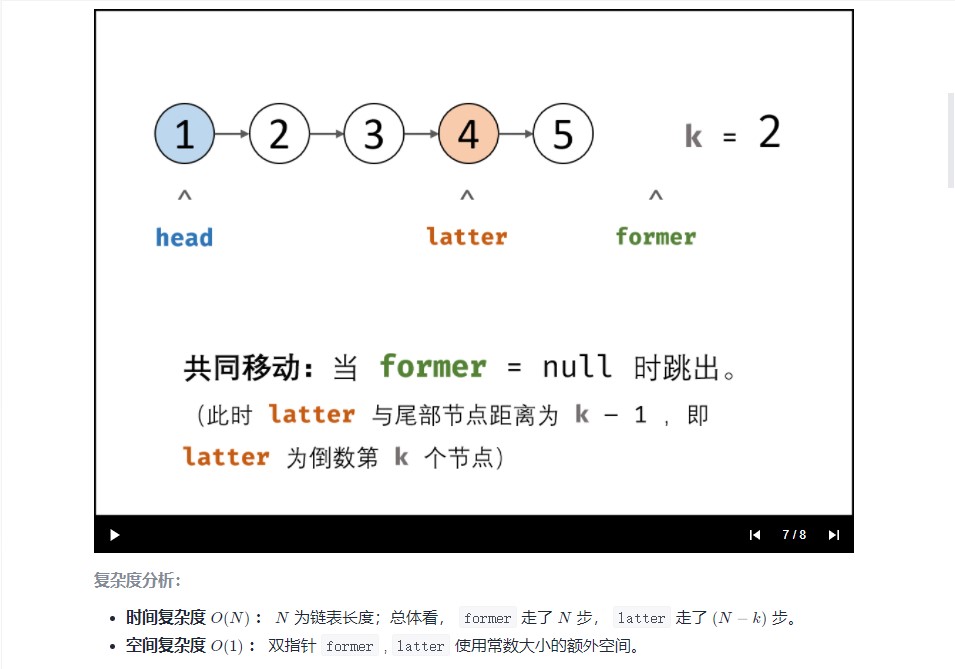 1 2 3 4 5 k = 2
^ ^ ^
head latter former
共同移动：当 former = null 时跳出。
（此时 latter 与尾部节点距离为 k - 1 ，即
latter 为倒数第 k 个节点）
7 / 8
复杂度分析：
• 时间复杂度 O(N)： N 为链表长度；总体看， former 走了 N 步， latter 走了 (N − k) 步。
• 空间复杂度 O(1)： 双指针 former , latter 使用常数大小的额外空间。